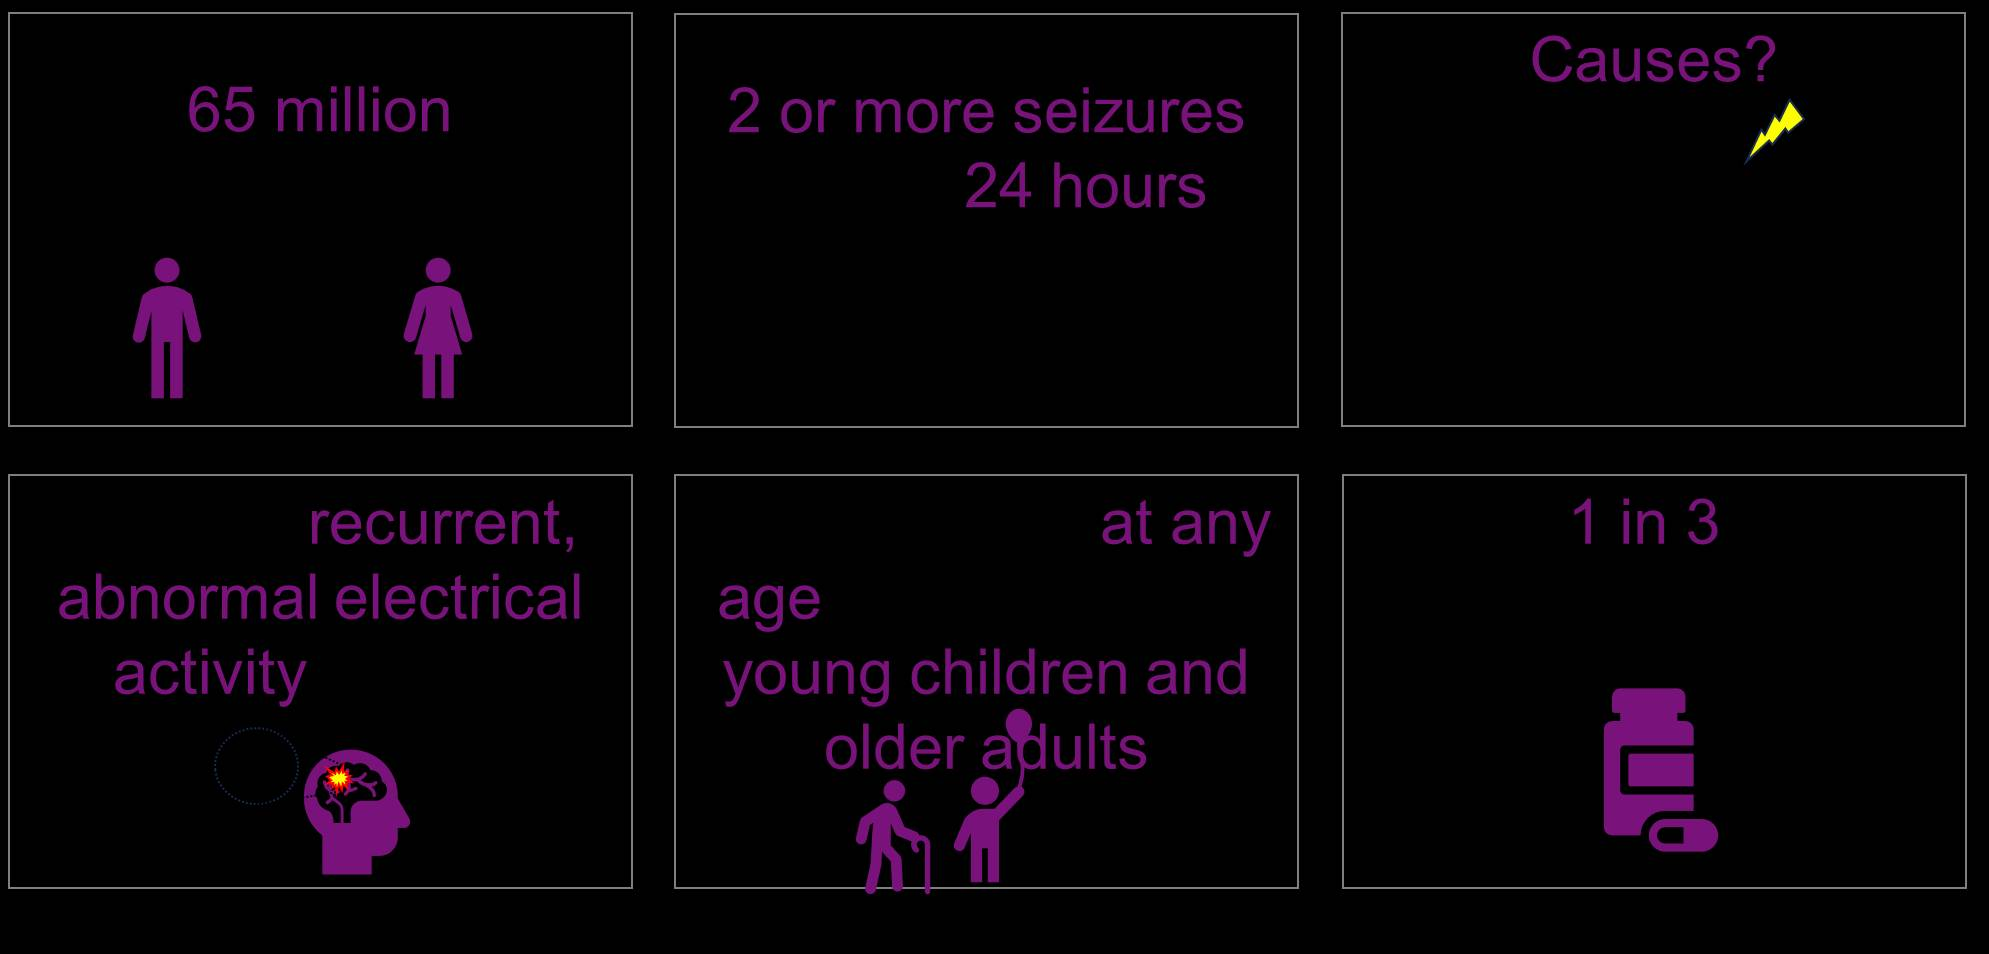 65 million
2 or more seizures
24 hours
Causes?
recurrent,
abnormal electrical
activity
at any
age
young children and
older adults
1 in 3